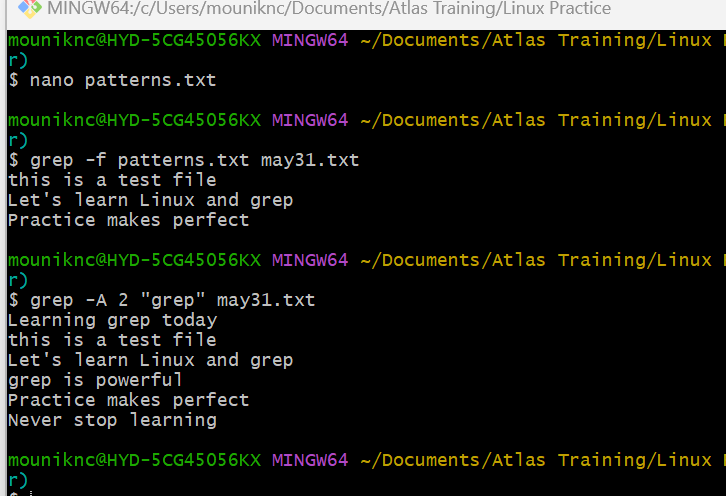 MINGW64:/c/Users/mouniknc/Documents/Atlas Training/Linux Practice
mouniknc@HYD-5CG45056KX MINGW64 ~/Documents/Atlas Training/Linux
r)
$ nano patterns.txt
mouniknc@HYD-5CG45056KX MINGW64 ~/Documents/Atlas Training/Linux
r)
$ grep -f patterns.txt may31.txt
this is a test file
Let's learn Linux and grep
Practice makes perfect
mouniknc@HYD-5CG45056KX MINGW64 ~/Documents/Atlas Training/Linux
r)
$ grep -A 2 "grep" may31.txt
Learning grep today
this is a test file
Let's learn Linux and grep
grep is powerful
Practice makes perfect
Never stop learning
mouniknc@HYD-5CG45056KX MINGW64 ~/Documents/Atlas Training/Linux
r)
$